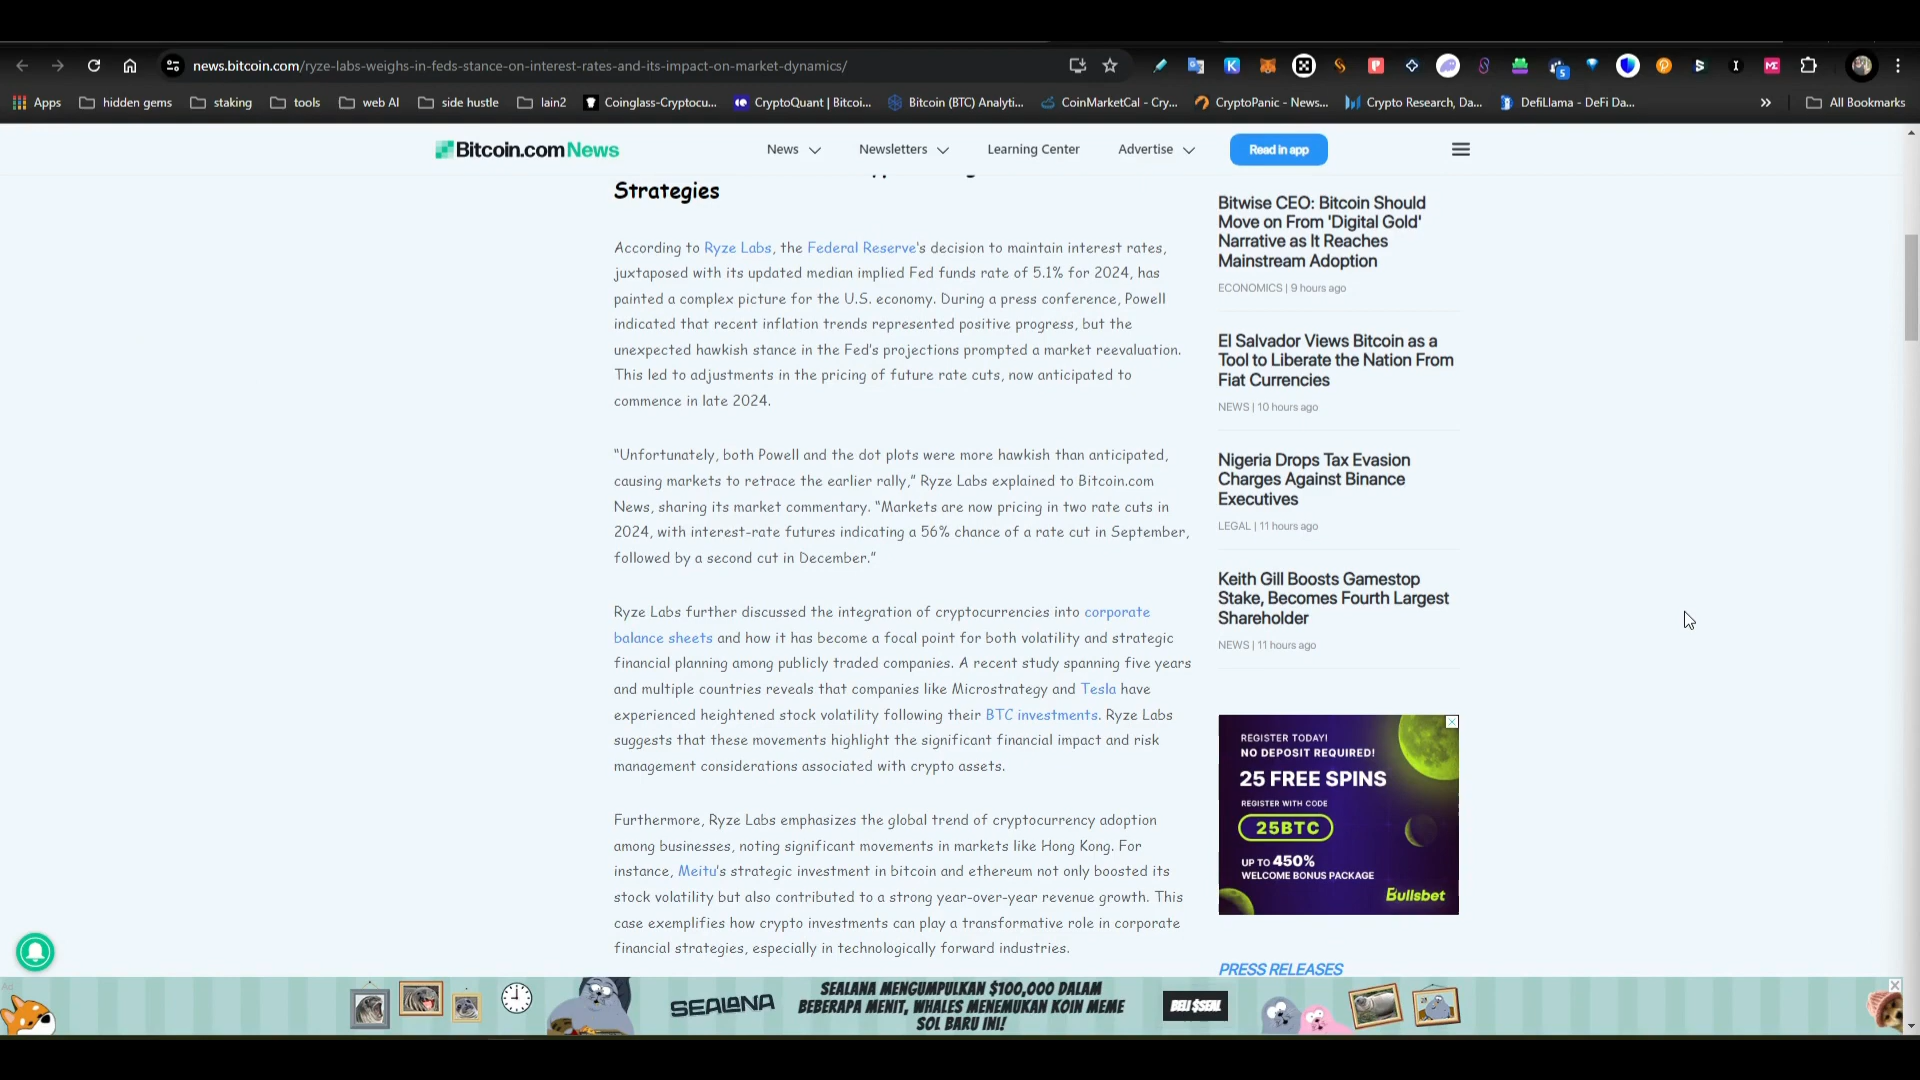 news.bitcoin.com/ryze-labs-weighs-in-feds-stance-on-interest-rates-and-its-impact-on-market-dynamics/
Apps
hidden gems
staking
tools
web AI
side hustle
lain2
Coinglass-Cryptocu...
CryptoQuant | Bitcoi...
Bitcoin (BTC) Analyti...
CoinMarketCal - Cry...
CryptoPanic - News...
Crypto Research, Da...
DefiLlama - DeFi Da...
»
All Bookmarks
Bitcoin.com News
News
Newsletters
Learning Center
Advertise
Read in app
Strategies
According to Ryze Labs, the Federal Reserve's decision to maintain interest rates,
juxtaposed with its updated median implied Fed funds rate of 5.1% for 2024, has
painted a complex picture for the U.S. economy. During a press conference, Powell
indicated that recent inflation trends represented positive progress, but the
unexpected hawkish stance in the Fed's projections prompted a market reevaluation.
This led to adjustments in the pricing of future rate cuts, now anticipated to
commence in late 2024.
“Unfortunately, both Powell and the dot plots were more hawkish than anticipated,
causing markets to retrace the earlier rally,” Ryze Labs explained to Bitcoin.com
News, sharing its market commentary. “Markets are now pricing in two rate cuts in
2024, with interest-rate futures indicating a 56% chance of a rate cut in September,
followed by a second cut in December.”
Ryze Labs further discussed the integration of cryptocurrencies into corporate
balance sheets and how it has become a focal point for both volatility and strategic
financial planning among publicly traded companies. A recent study spanning five years
and multiple countries reveals that companies like Microstrategy and Tesla have
experienced heightened stock volatility following their BTC investments. Ryze Labs
suggests that these movements highlight the significant financial impact and risk
management considerations associated with crypto assets.
Furthermore, Ryze Labs emphasizes the global trend of cryptocurrency adoption
among businesses, noting significant movements in markets like Hong Kong. For
instance, Meitu's strategic investment in bitcoin and ethereum not only boosted its
stock volatility but also contributed to a strong year-over-year revenue growth. This
case exemplifies how crypto investments can play a transformative role in corporate
financial strategies, especially in technologically forward industries.
Bitwise CEO: Bitcoin Should
Move on From 'Digital Gold'
Narrative as It Reaches
Mainstream Adoption
ECONOMICS | 9 hours ago
El Salvador Views Bitcoin as a
Tool to Liberate the Nation From
Fiat Currencies
NEWS | 10 hours ago
Nigeria Drops Tax Evasion
Charges Against Binance
Executives
LEGAL | 11 hours ago
Keith Gill Boosts Gamestop
Stake, Becomes Fourth Largest
Shareholder
NEWS | 11 hours ago
REGISTER TODAY!
NO DEPOSIT REQUIRED!
25 FREE SPINS
REGISTER WITH CODE
25BTC
UP TO 450%
WELCOME BONUS PACKAGE
Bullsbet
PRESS RELEASES
SEALANA
SEALANA MENGUMPULKAN $100,000 DALAM
BEBERAPA MENIT, WHALES MENEMUKAN KOIN MEME
SOL BARU INI!
BELI $SEAL